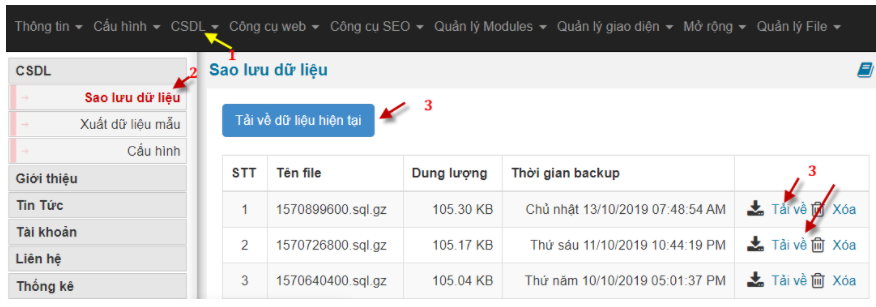 Thông tin Cấu hình CSDL Công cụ web Công cụ SEO Quản lý Modules Quản lý giao diện Mở rộng Quản lý File
1
CSDL
2
Sao lưu dữ liệu
Xuất dữ liệu mẫu
Cấu hình
Giới thiệu
Tin Tức
Tài khoản
Liên hệ
Thống kê
Sao lưu dữ liệu
Tải về dữ liệu hiện tại
3
STT Tên file Dung lượng Thời gian backup 3
1 1570899600.sql.gz 105.30 KB Chủ nhật 13/10/2019 07:48:54 AM Tải về Xóa
2 1570726800.sql.gz 105.17 KB Thứ sáu 11/10/2019 10:44:19 PM Tải về Xóa
3 1570640400.sql.gz 105.04 KB Thứ năm 10/10/2019 05:01:37 PM Tải về Xóa